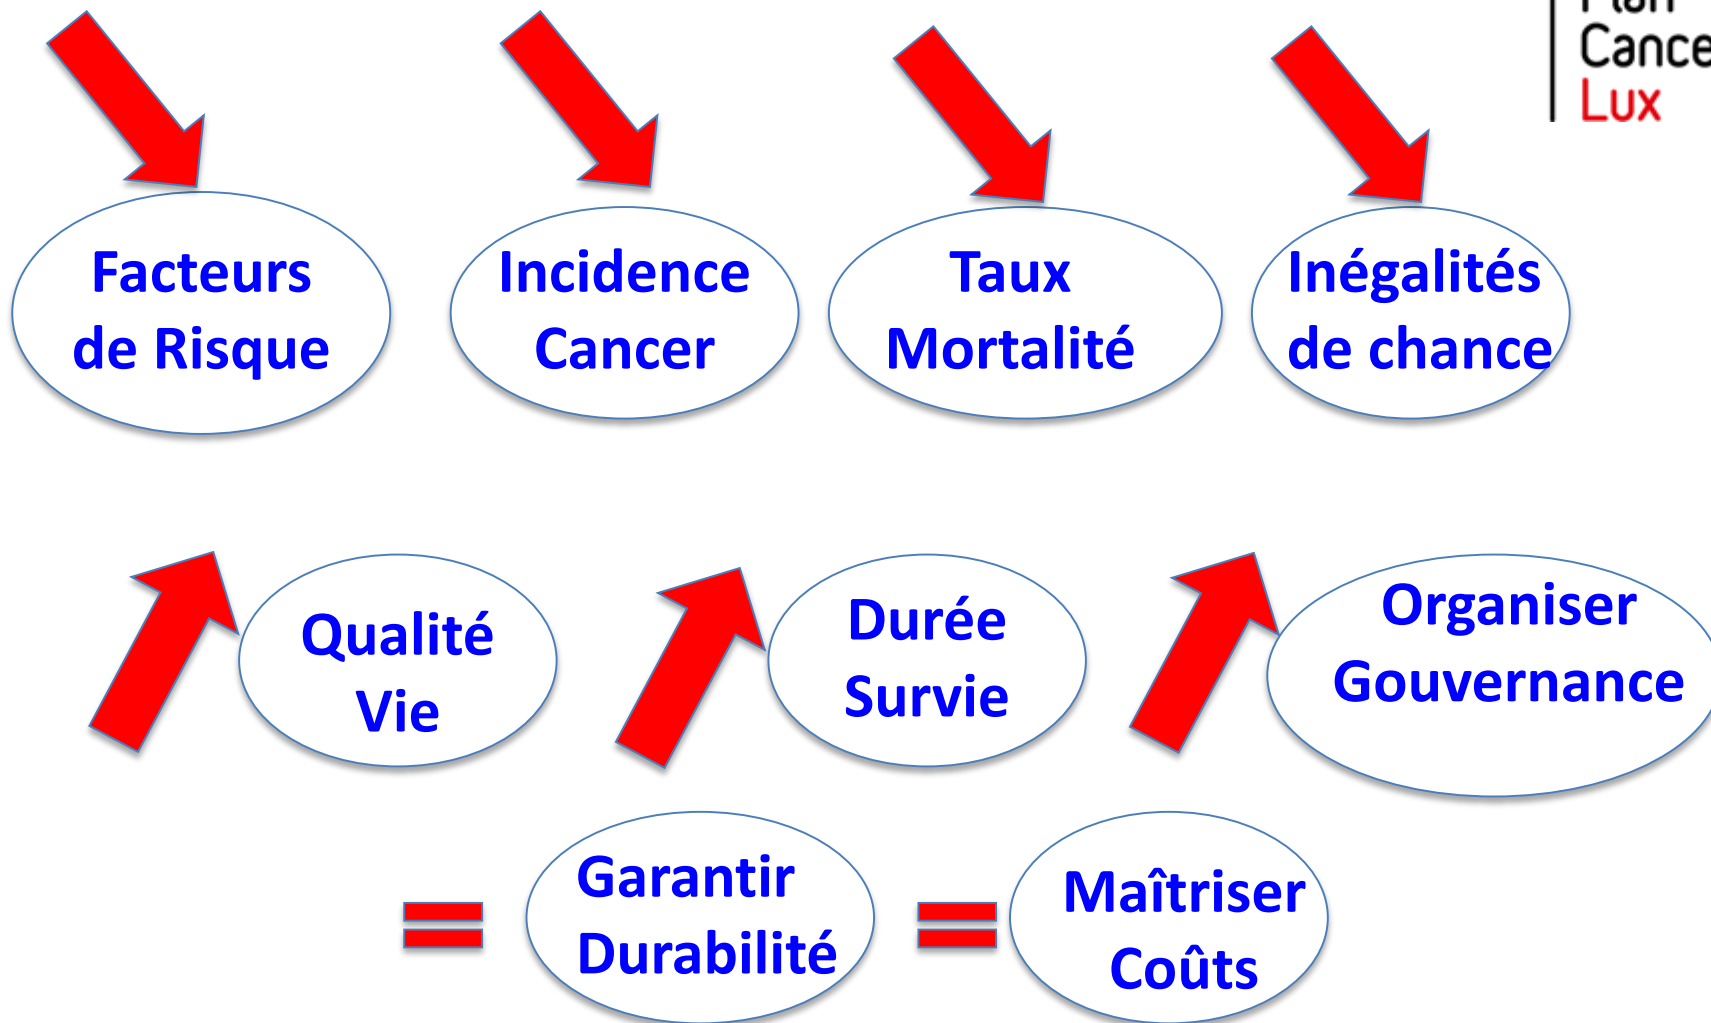 Cance
Lux
Facteurs
de Risque
Incidence
Cancer
Taux
Mortalité
Inégalités
de chance
Qualité
Vie
Durée
Survie
Organiser
Gouvernance
=
Garantir
Durabilité
=
Maîtriser
Coûts